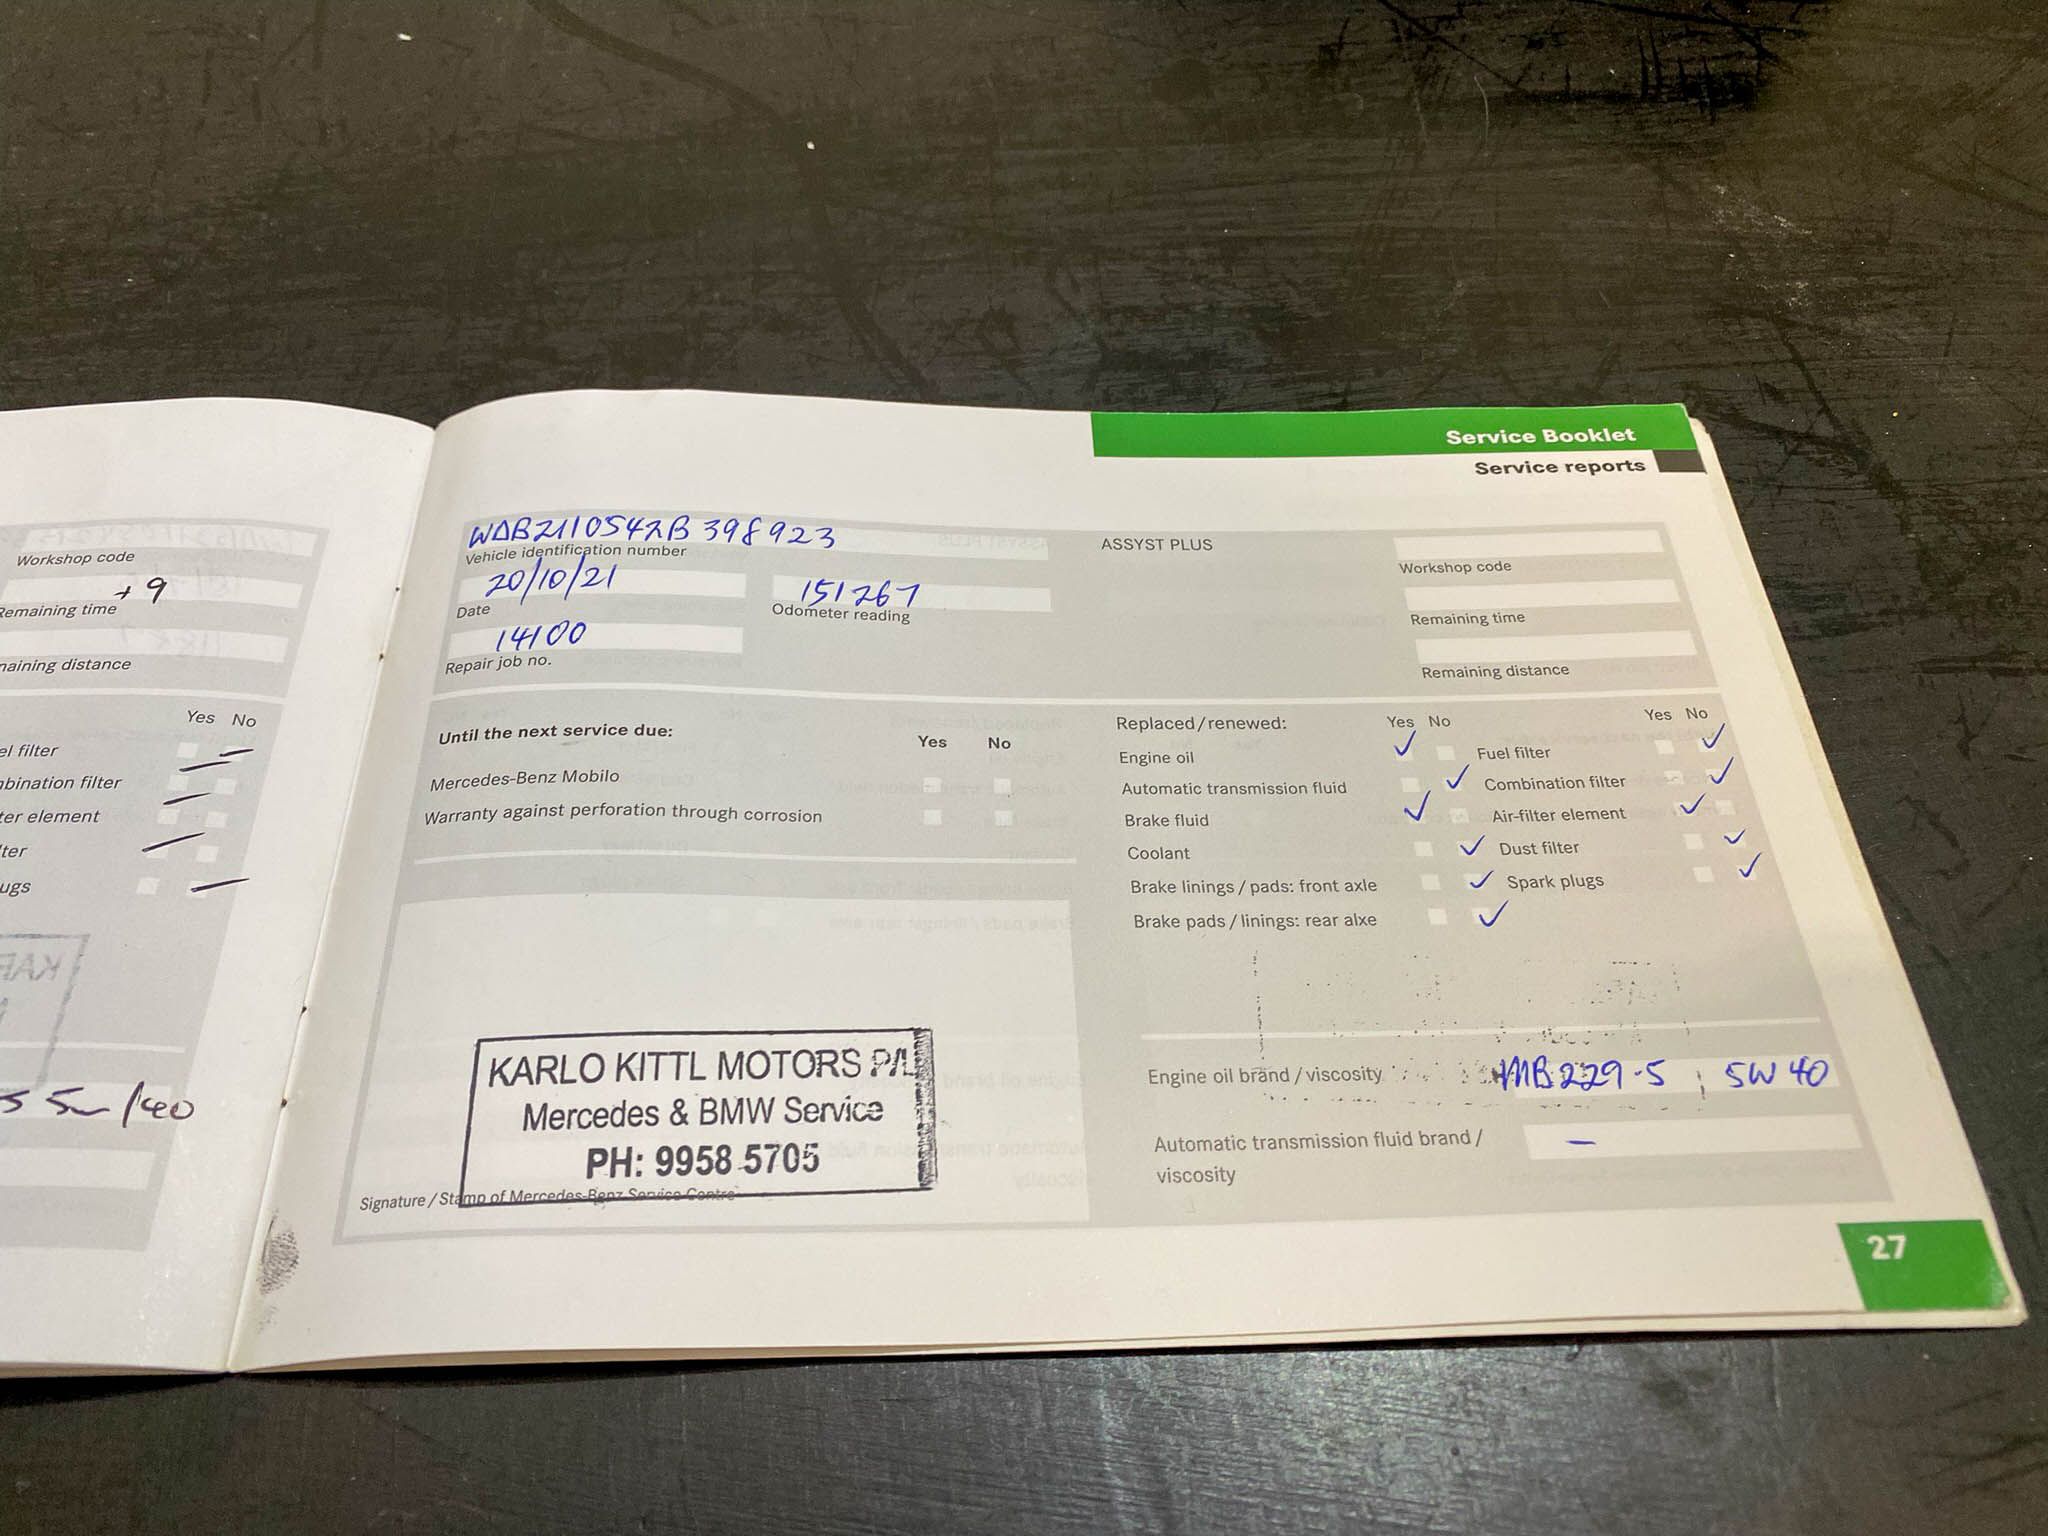 Workshop code
+9
Remaining time
naining distance
Yes No
el filter
bination filter
ter element
lter
ugs
Service Booklet
Service reports
WDB2110542B398923
Vehicle identification number
20/10/21 151267
Date Odometer reading
14100
Repair job no.
ASSYST PLUS
Workshop code
Remaining time
Remaining distance
Until the next service due: Yes No
Mercedes-Benz Mobilo
Warranty against perforation through corrosion
Replaced/renewed: Yes No Yes No
Engine oil ✓ Fuel filter ✓
Automatic transmission fluid ✓ Combination filter ✓
Brake fluid ✓ Air-filter element ✓
Coolant ✓ Dust filter ✓
Brake linings / pads: front axle ✓ Spark plugs ✓
Brake pads / linings: rear alxe ✓
KARLO KITTL MOTORS P/L
Mercedes & BMW Service
PH: 9958 5705
Signature / Stamp of Mercedes-Benz Service Centre
Engine oil brand / viscosity MB229-5 ; 5W40
Automatic transmission fluid brand / –
viscosity
27